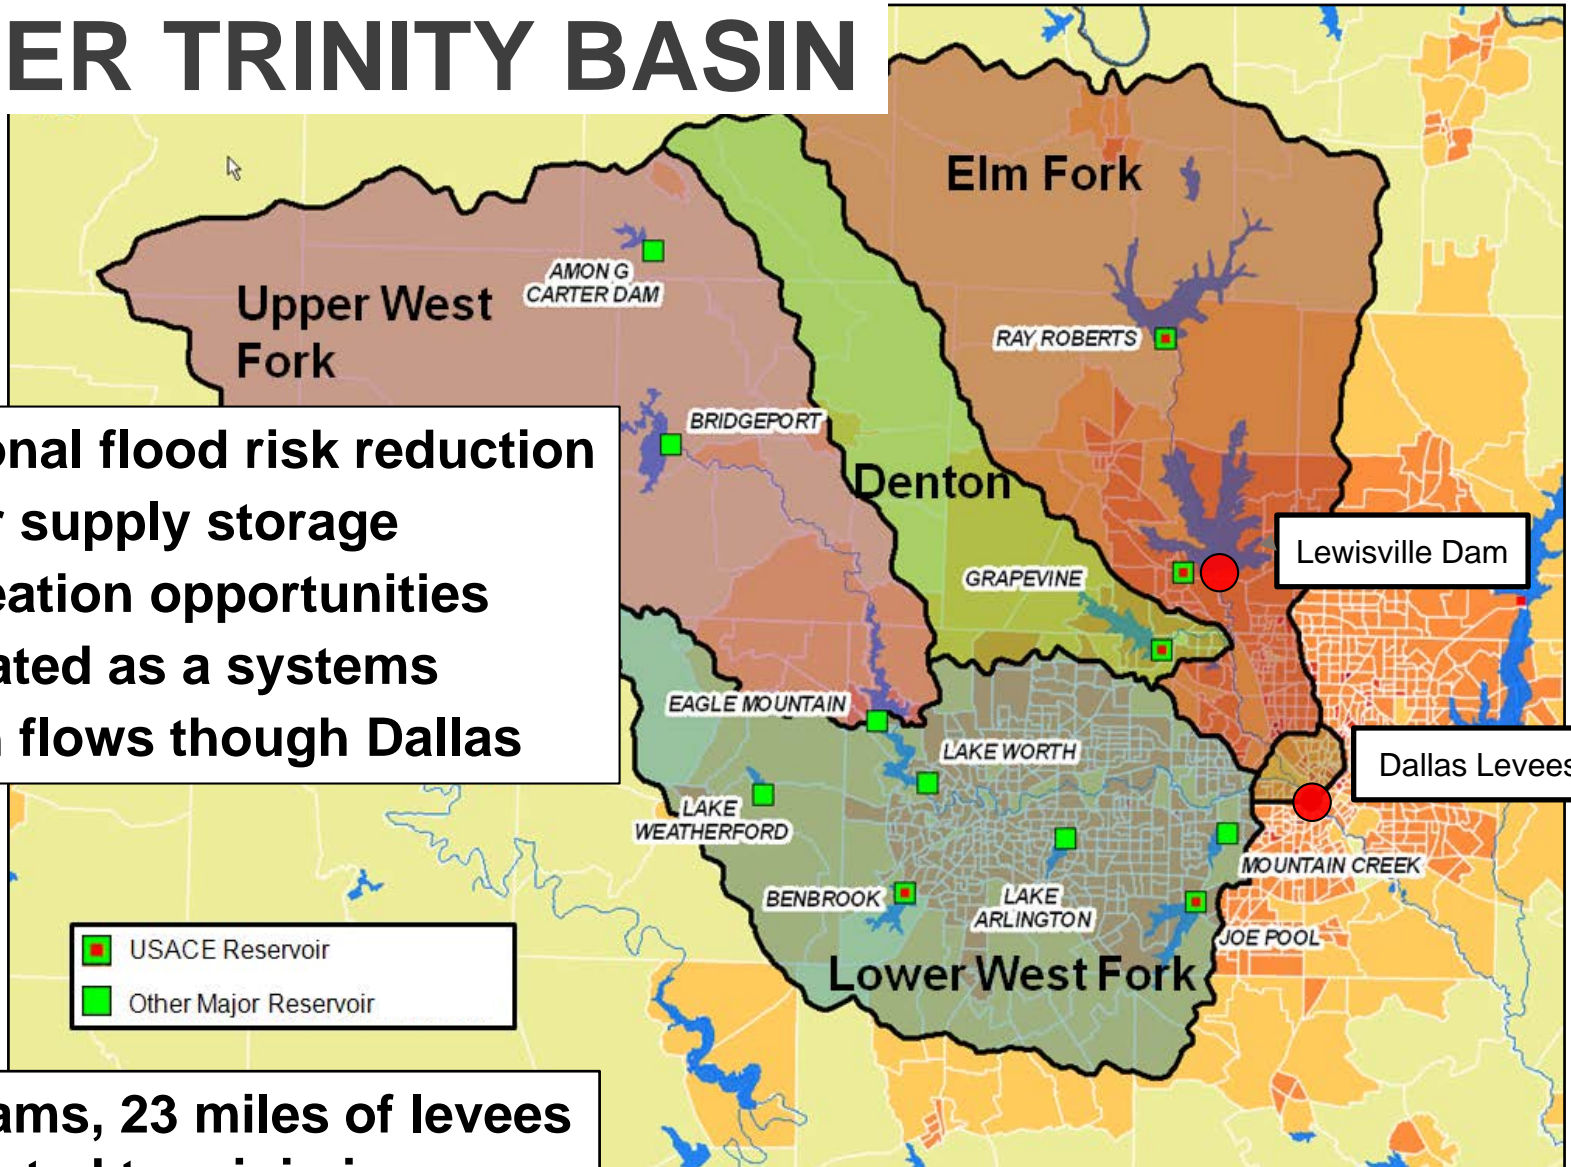 ER TRINITY BASIN
Elm Fork
AMON G
CARTER DAM
Upper West
Fork
RAY ROBERTS
BRIDGEPORT
onal flood risk reduction
r supply storage
eation opportunities
ated as a systems
n flows though Dallas
Denton
Lewisville Dam
GRAPEVINE
EAGLE MOUNTAIN
LAKE WORTH
Dallas Levees
LAKE
WEATHERFORD
MOUNTAIN CREEK
BENBROOK
LAKE
ARLINGTON
JOE POOL
Lower West Fork
USACE Reservoir
Other Major Reservoir
ams, 23 miles of levees